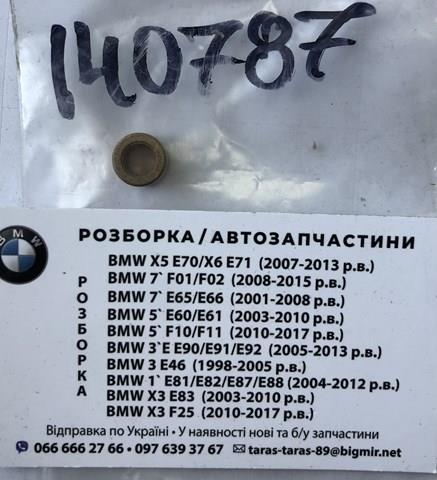 140787
BMW
РОЗБОРКА/АВТОЗАПЧАСТИНИ
РОЗБОРКА
BMW X5 E70/X6 E71 (2007-2013 р.в.)
BMW 7` F01/F02 (2008-2015 р.в.)
BMW 7` E65/E66 (2001-2008 р.в.)
BMW 5` E60/E61 (2003-2010 р.в.)
BMW 5` F10/F11 (2010-2017 р.в.)
BMW 3`E E90/E91/E92 (2005-2013 р.в.)
BMW 3 E46 (1998-2005 р.в.)
BMW 1` E81/E82/E87/E88 (2004-2012 р.в.)
BMW X3 E83 (2003-2010 р.в.)
BMW X3 F25 (2010-2017 р.в.)
Відправка по Україні • У наявності нові та б/у запчастини
066 666 27 66 • 097 639 37 67 taras-taras-89@bigmir.net